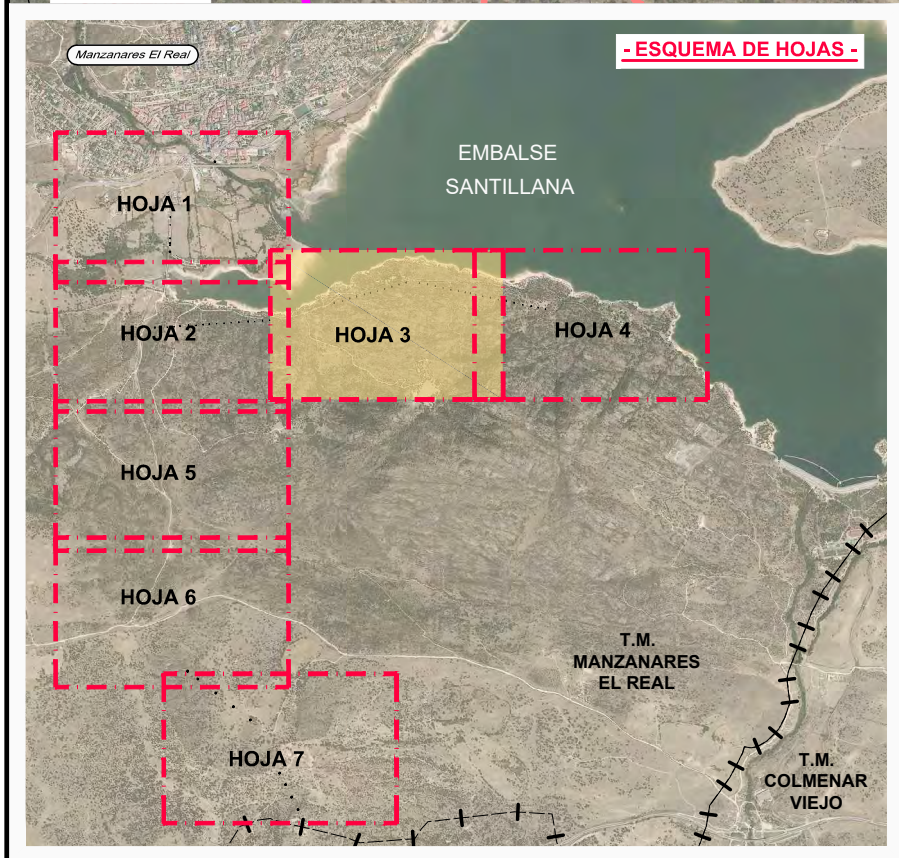 Manzanares El Real
- ESQUEMA DE HOJAS -
EMBALSE
SANTILLANA
HOJA 1
HOJA 2
HOJA 3
HOJA 4
HOJA 5
HOJA 6
T.M.
MANZANARES
EL REAL
HOJA 7
T.M.
COLMENAR
VIEJO